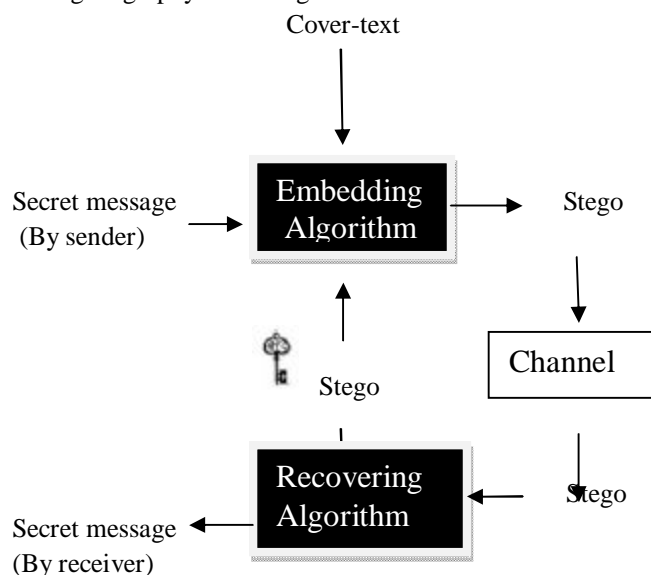 Cover-text
Embedding
Algorithm
Secret message
(By sender)
Stego
Channel
Stego
Recovering
Algorithm
Stego
Secret message
(By receiver)